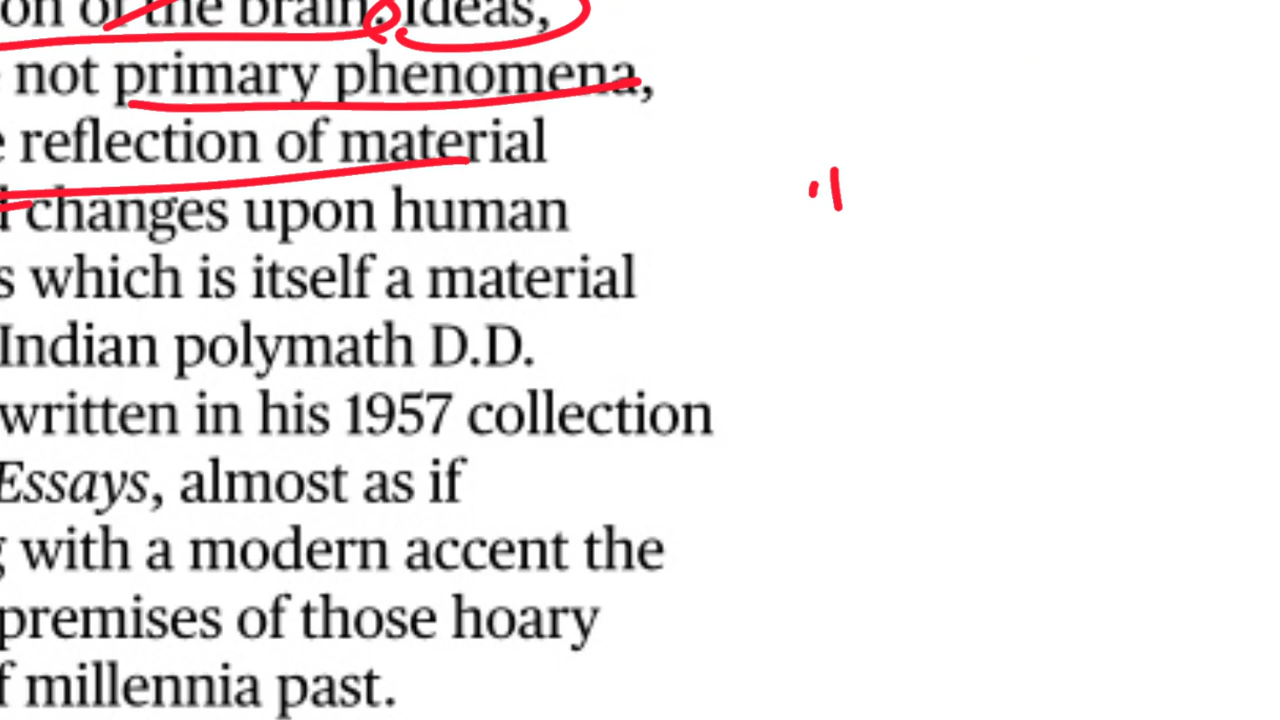 on of the brain. Ideas,
not primary phenomena,
reflection of material
changes upon human
s which is itself a material
Indian polymath D.D.
written in his 1957 collection
Essays, almost as if
g with a modern accent the
premises of those hoary
f millennia past.